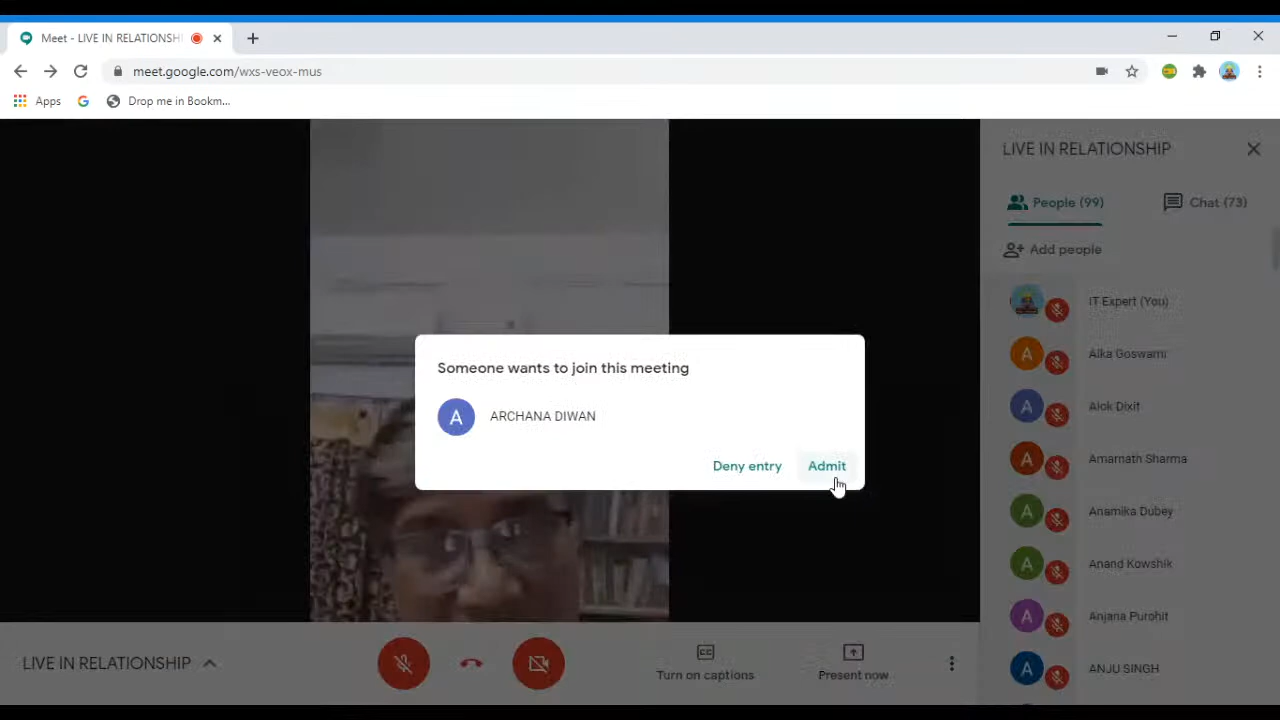 Meet - LIVE IN RELATIONSH
meet.google.com/wxs-veox-mus
Apps
Drop me in Bookm...
LIVE IN RELATIONSHIP
People (99)
Chat (73)
Add people
IT Expert (You)
A
Alka Goswami
A
Alok Dixit
A
Amarnath Sharma
A
Anamika Dubey
A
Anand Kowshik
A
Anjana Purohit
A
ANJU SINGH
Someone wants to join this meeting
A
ARCHANA DIWAN
Deny entry
Admit
LIVE IN RELATIONSHIP
CC
Turn on captions
Present now